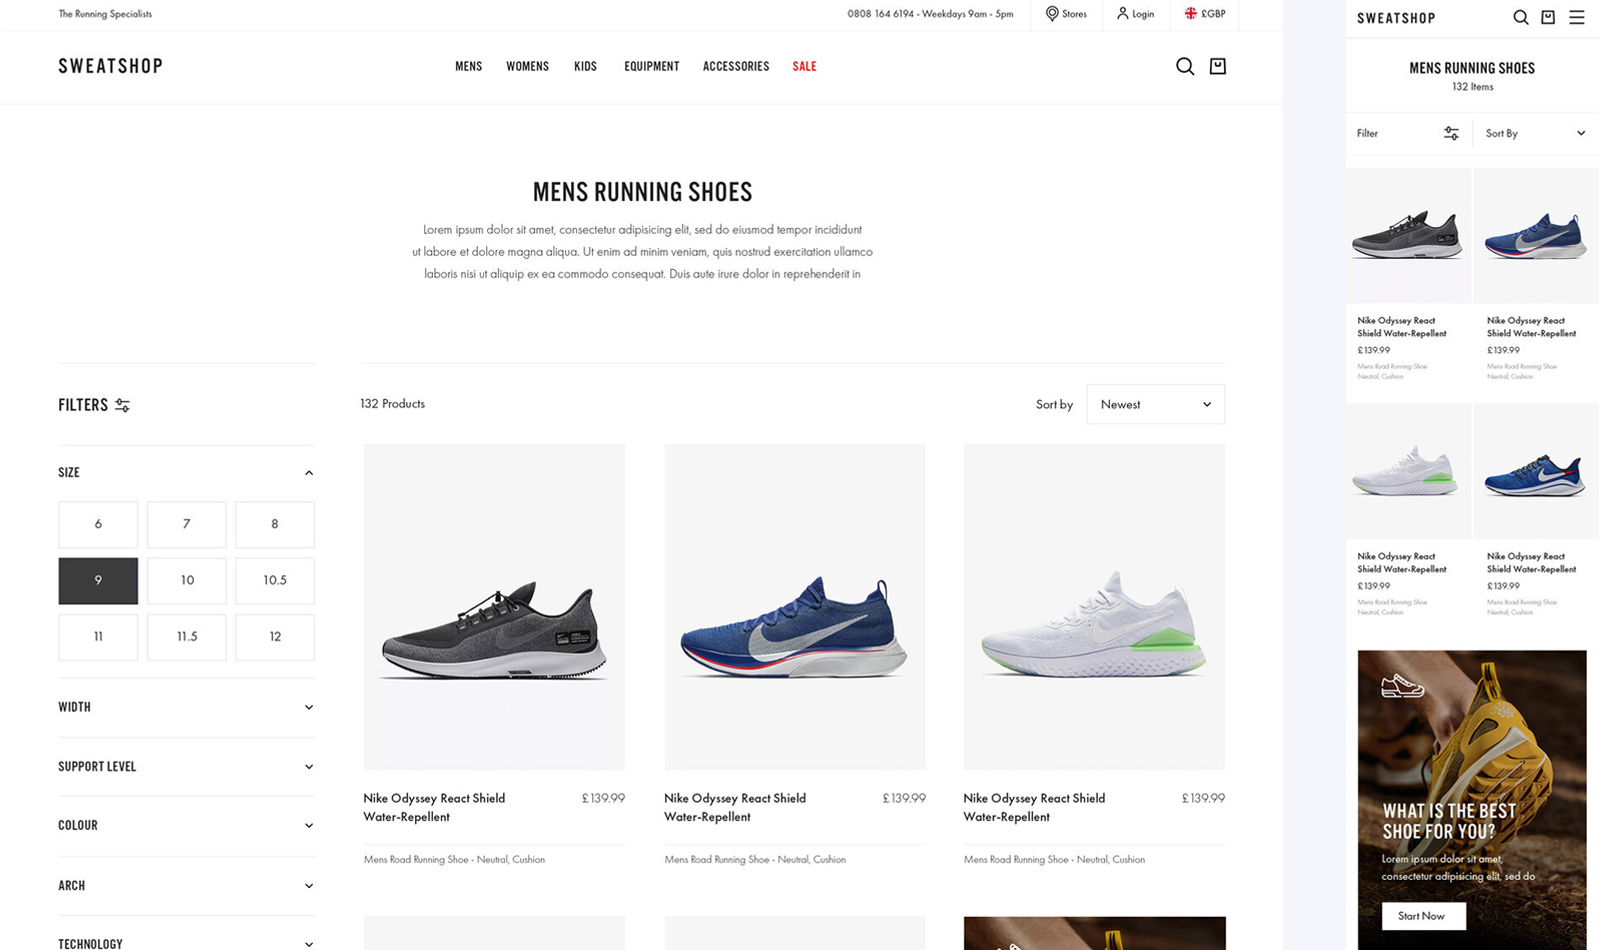 The Running Specialists
0808 164 6194 - Weekdays 9am - 5pm
Stores
Login
£GBP
SWEATSHOP
MENS
WOMENS
KIDS
EQUIPMENT
ACCESSORIES
SALE
MENS RUNNING SHOES
Lorem ipsum dolor sit amet, consectetur adipisicing elit, sed do eiusmod tempor incididunt
ut labore et dolore magna aliqua. Ut enim ad minim veniam, quis nostrud exercitation ullamco
laboris nisi ut aliquip ex ea commodo consequat. Duis aute irure dolor in reprehenderit in
FILTERS
SIZE
6
7
8
9
10
10.5
11
11.5
12
WIDTH
SUPPORT LEVEL
COLOUR
ARCH
TECHNOLOGY
132 Products
Sort by
Newest
Nike Odyssey React Shield
Water-Repellent
£139.99
Mens Road Running Shoe - Neutral, Cushion
Nike Odyssey React Shield
Water-Repellent
£139.99
Mens Road Running Shoe - Neutral, Cushion
Nike Odyssey React Shield
Water-Repellent
£139.99
Mens Road Running Shoe - Neutral, Cushion
SWEATSHOP
MENS RUNNING SHOES
132 Items
Filter
Sort By
Nike Odyssey React
Shield Water-Repellent
£139.99
Mens Road Running Shoe
Neutral, Cushion
Nike Odyssey React
Shield Water-Repellent
£139.99
Mens Road Running Shoe
Neutral, Cushion
Nike Odyssey React
Shield Water-Repellent
£139.99
Mens Road Running Shoe
Neutral, Cushion
Nike Odyssey React
Shield Water-Repellent
£139.99
Mens Road Running Shoe
Neutral, Cushion
WHAT IS THE BEST
SHOE FOR YOU?
Lorem ipsum dolor sit amet,
consectetur adipisicing elit, sed do
Start Now